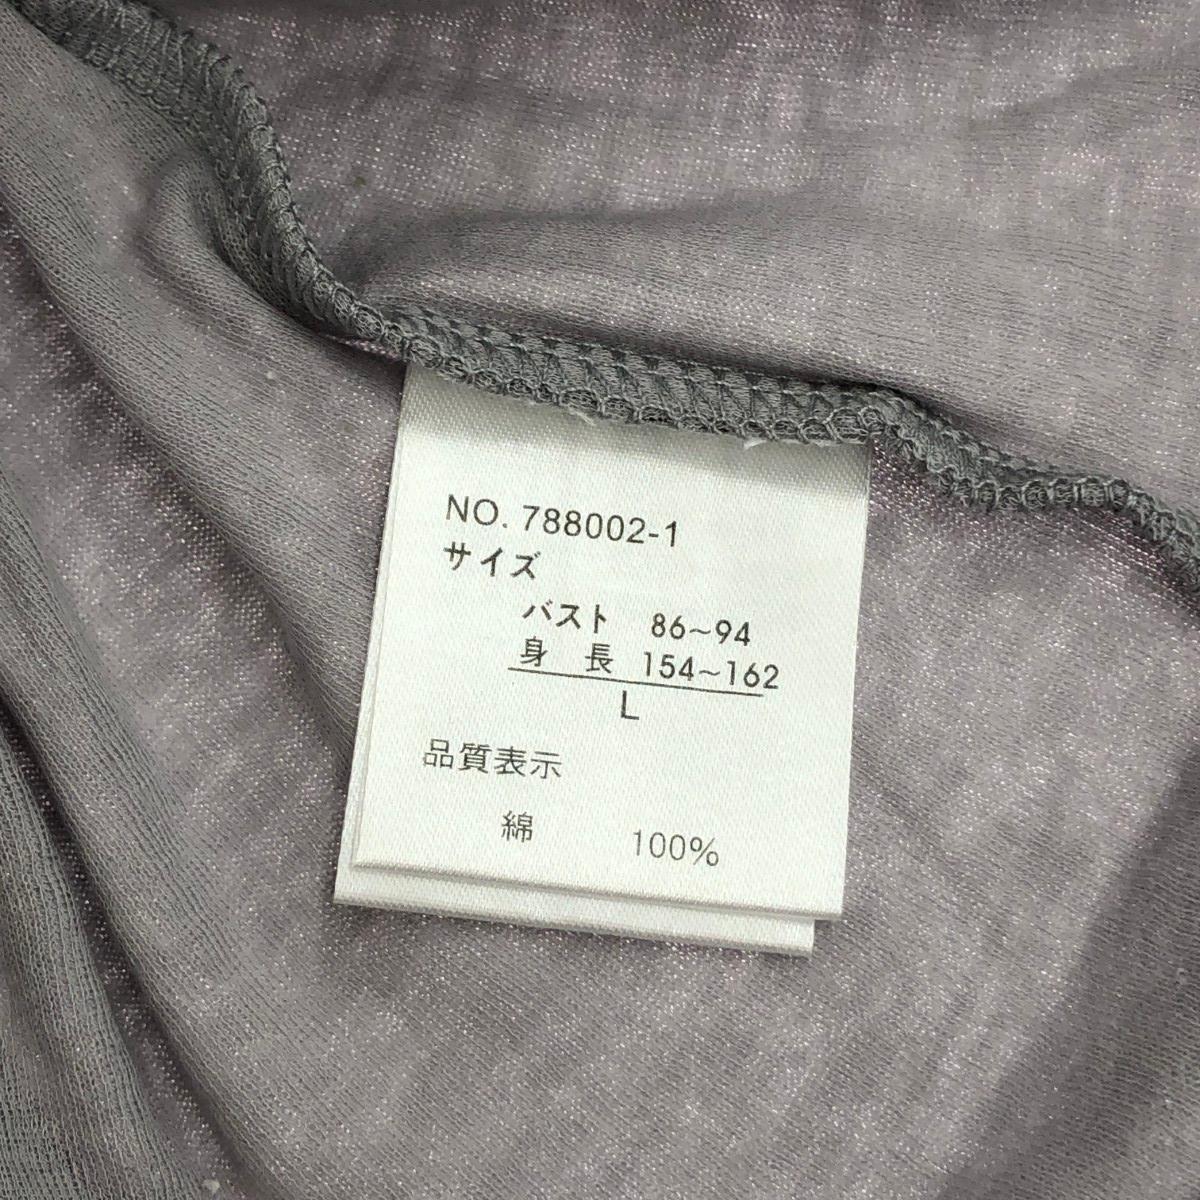 NO. 788002-1
サイズ
バスト 86~94
身 長 154~162
L
品質表示
綿 100%